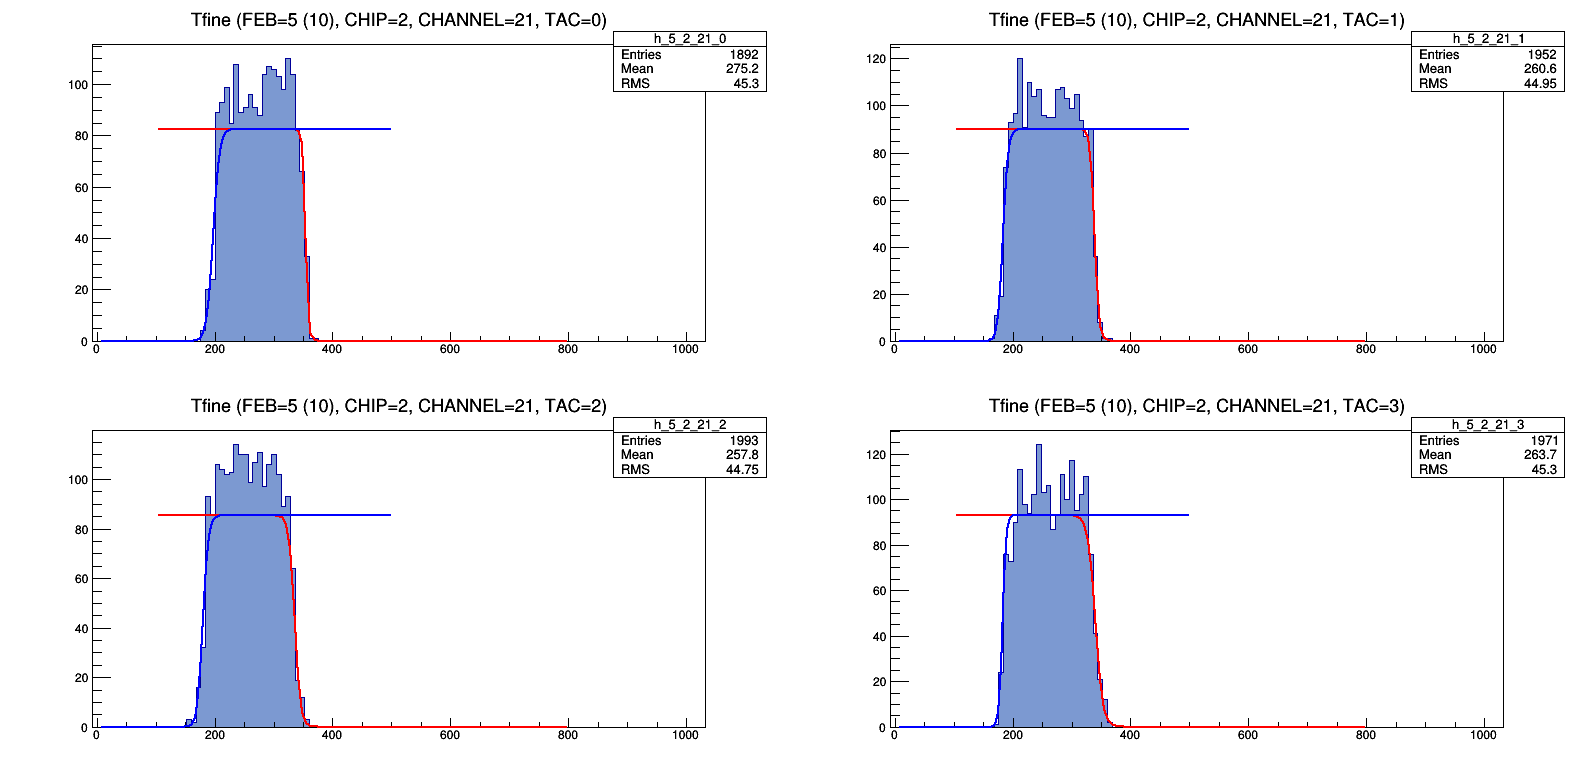 Tfine (FEB=5 (10), CHIP=2, CHANNEL=21, TAC=0)
h_5_2_21_0
Entries 1892
Mean 275.2
RMS 45.3
100
80
60
40
20
0
0 200 400 600 800 1000
Tfine (FEB=5 (10), CHIP=2, CHANNEL=21, TAC=1)
h_5_2_21_1
Entries 1952
Mean 260.6
RMS 44.95
120
100
80
60
40
20
0
0 200 400 600 800 1000
Tfine (FEB=5 (10), CHIP=2, CHANNEL=21, TAC=2)
h_5_2_21_2
Entries 1993
Mean 257.8
RMS 44.75
100
80
60
40
20
0
0 200 400 600 800 1000
Tfine (FEB=5 (10), CHIP=2, CHANNEL=21, TAC=3)
h_5_2_21_3
Entries 1971
Mean 263.7
RMS 45.3
120
100
80
60
40
20
0
0 200 400 600 800 1000